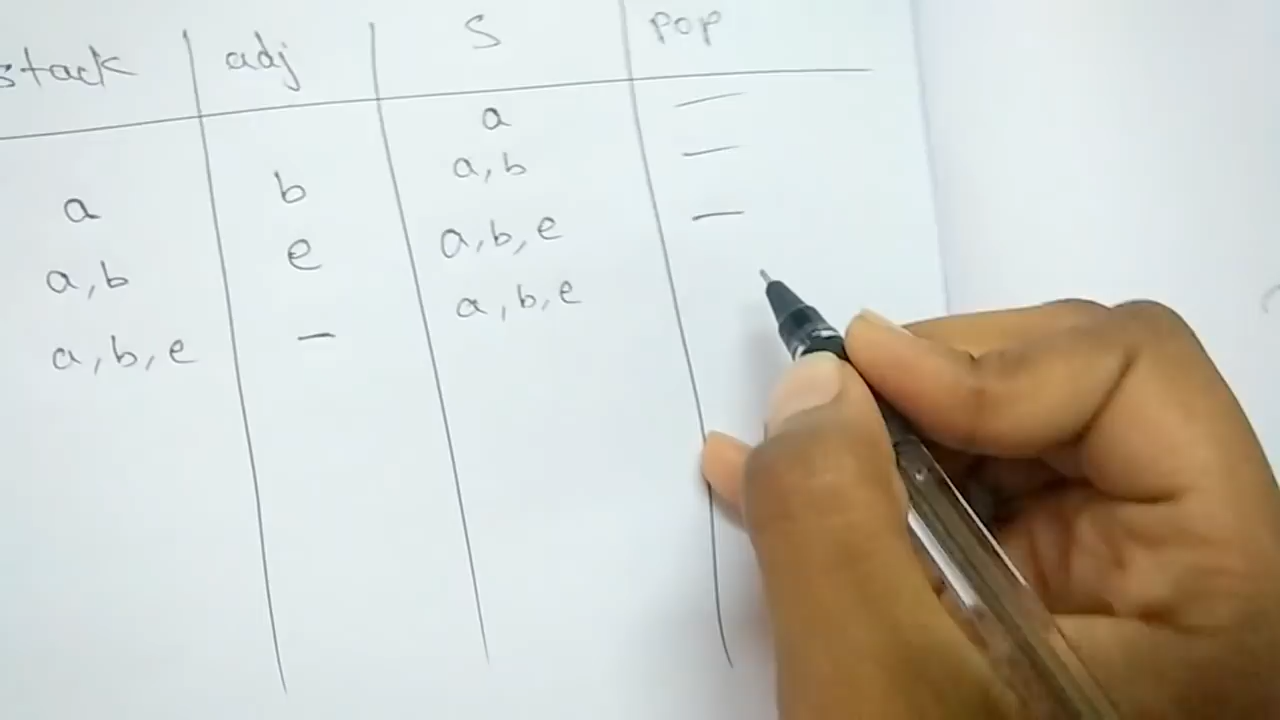 stack adj S pop
a —
a b a,b —
a,b e a,b,e —
a,b,e — a,b,e